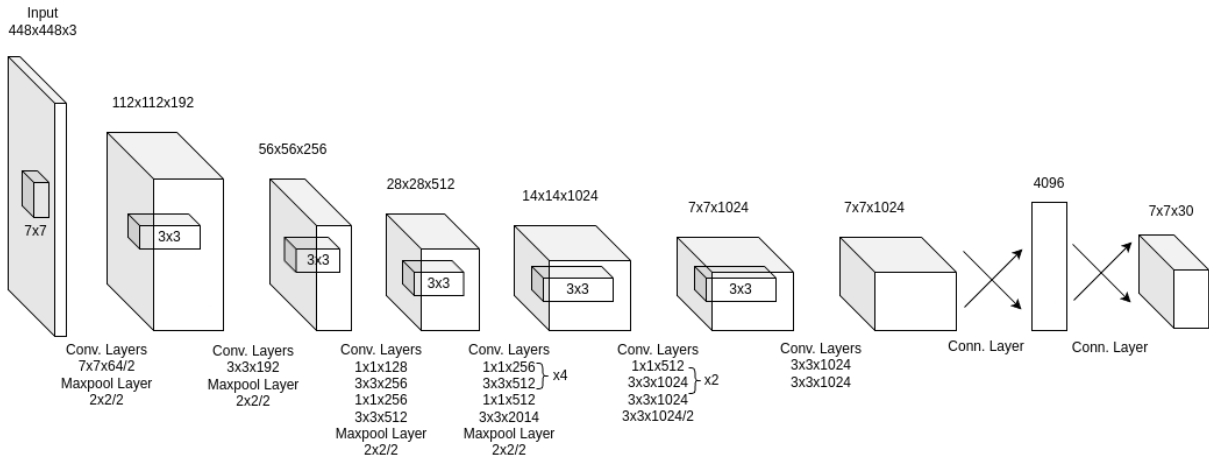 Input
448x448x3
7x7
112x112x192
3x3
56x56x256
3x3
28x28x512
3x3
14x14x1024
3x3
7x7x1024
3x3
7x7x1024
4096
7x7x30
Conv. Layers
7x7x64/2
Maxpool Layer
2x2/2
Conv. Layers
3x3x192
Maxpool Layer
2x2/2
Conv. Layers
1x1x128
3x3x256
1x1x256
3x3x512
Maxpool Layer
2x2/2
Conv. Layers
1x1x256
3x3x512
x4
1x1x512
3x3x2014
Maxpool Layer
2x2/2
Conv. Layers
1x1x512
3x3x1024
x2
3x3x1024
3x3x1024/2
Conv. Layers
3x3x1024
3x3x1024
Conn. Layer
Conn. Layer